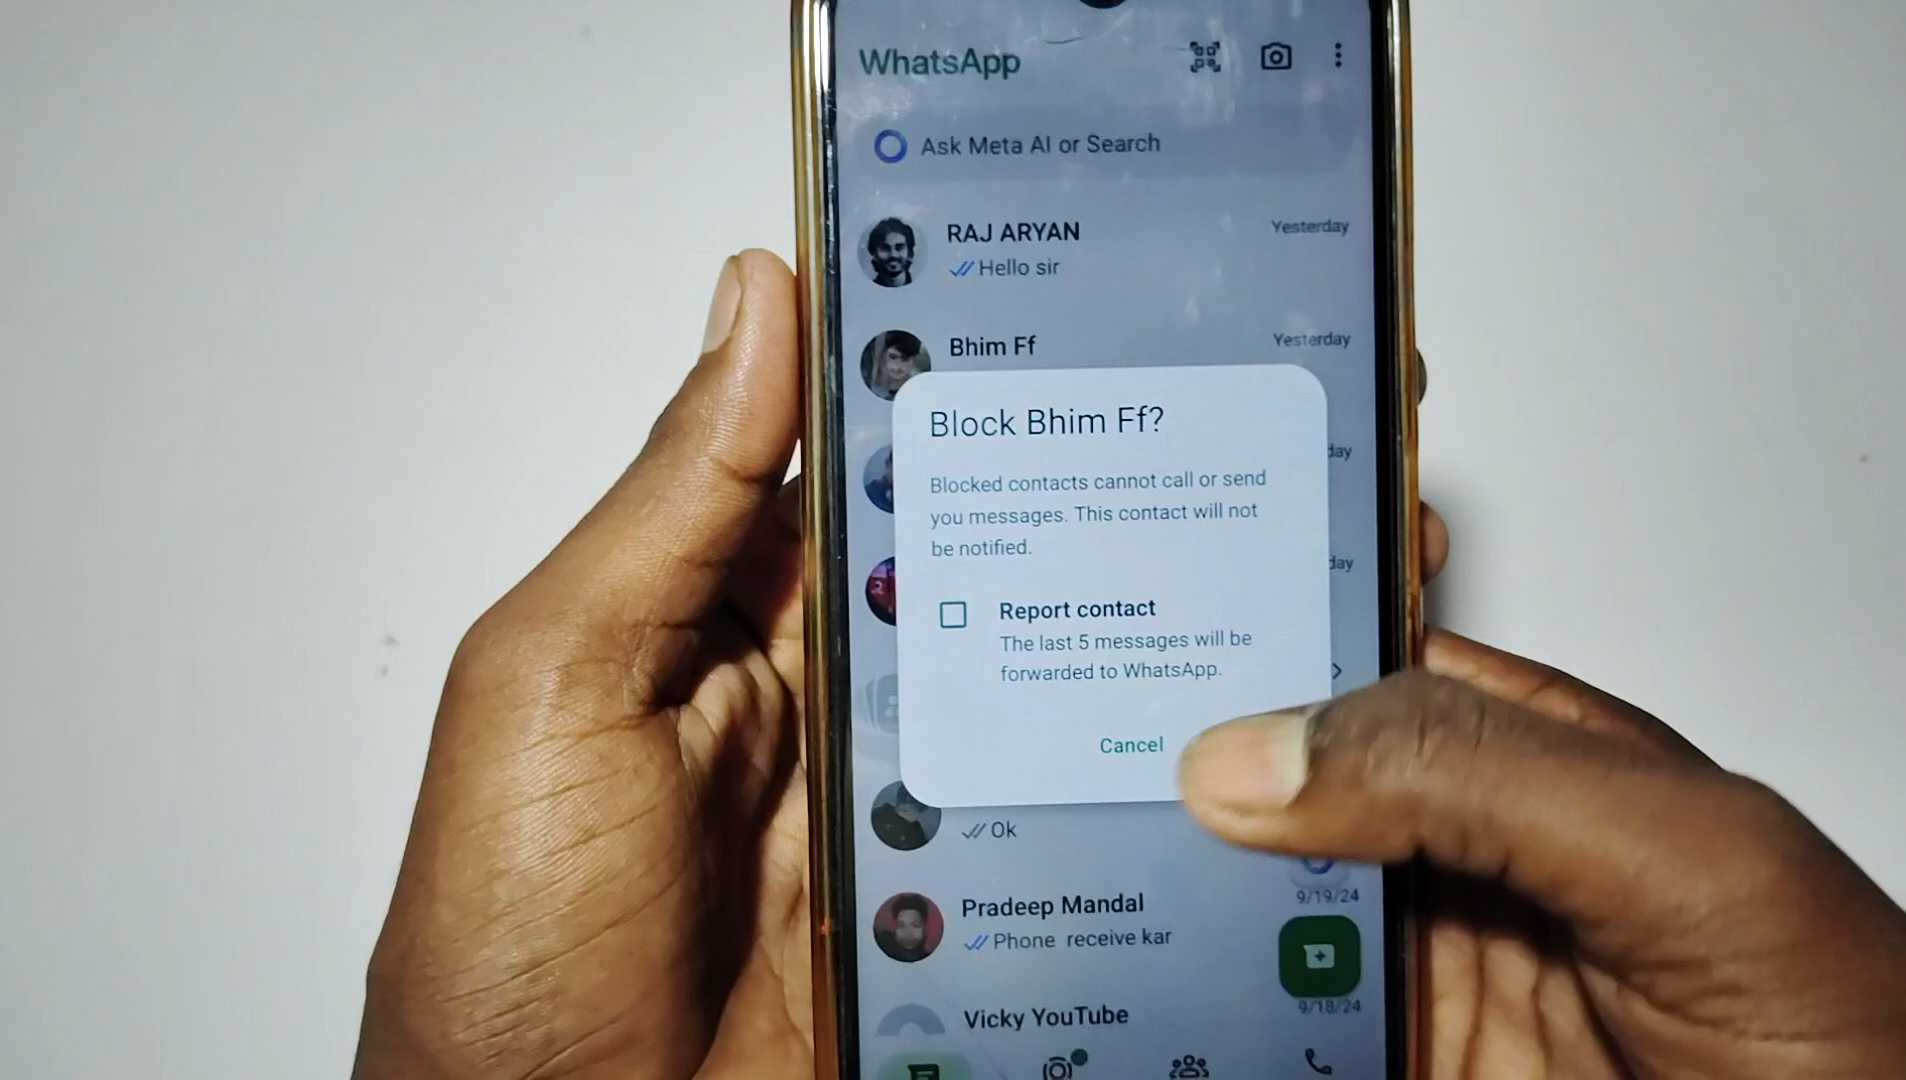 WhatsApp
Ask Meta AI or Search
RAJ ARYAN
Yesterday
Hello sir
Bhim Ff
Yesterday
Block Bhim Ff?
day
Blocked contacts cannot call or send
you messages. This contact will not
be notified.
day
Report contact
The last 5 messages will be
forwarded to WhatsApp.
Cancel
Ok
9/19/24
Pradeep Mandal
Phone receive kar
9/18/24
Vicky YouTube